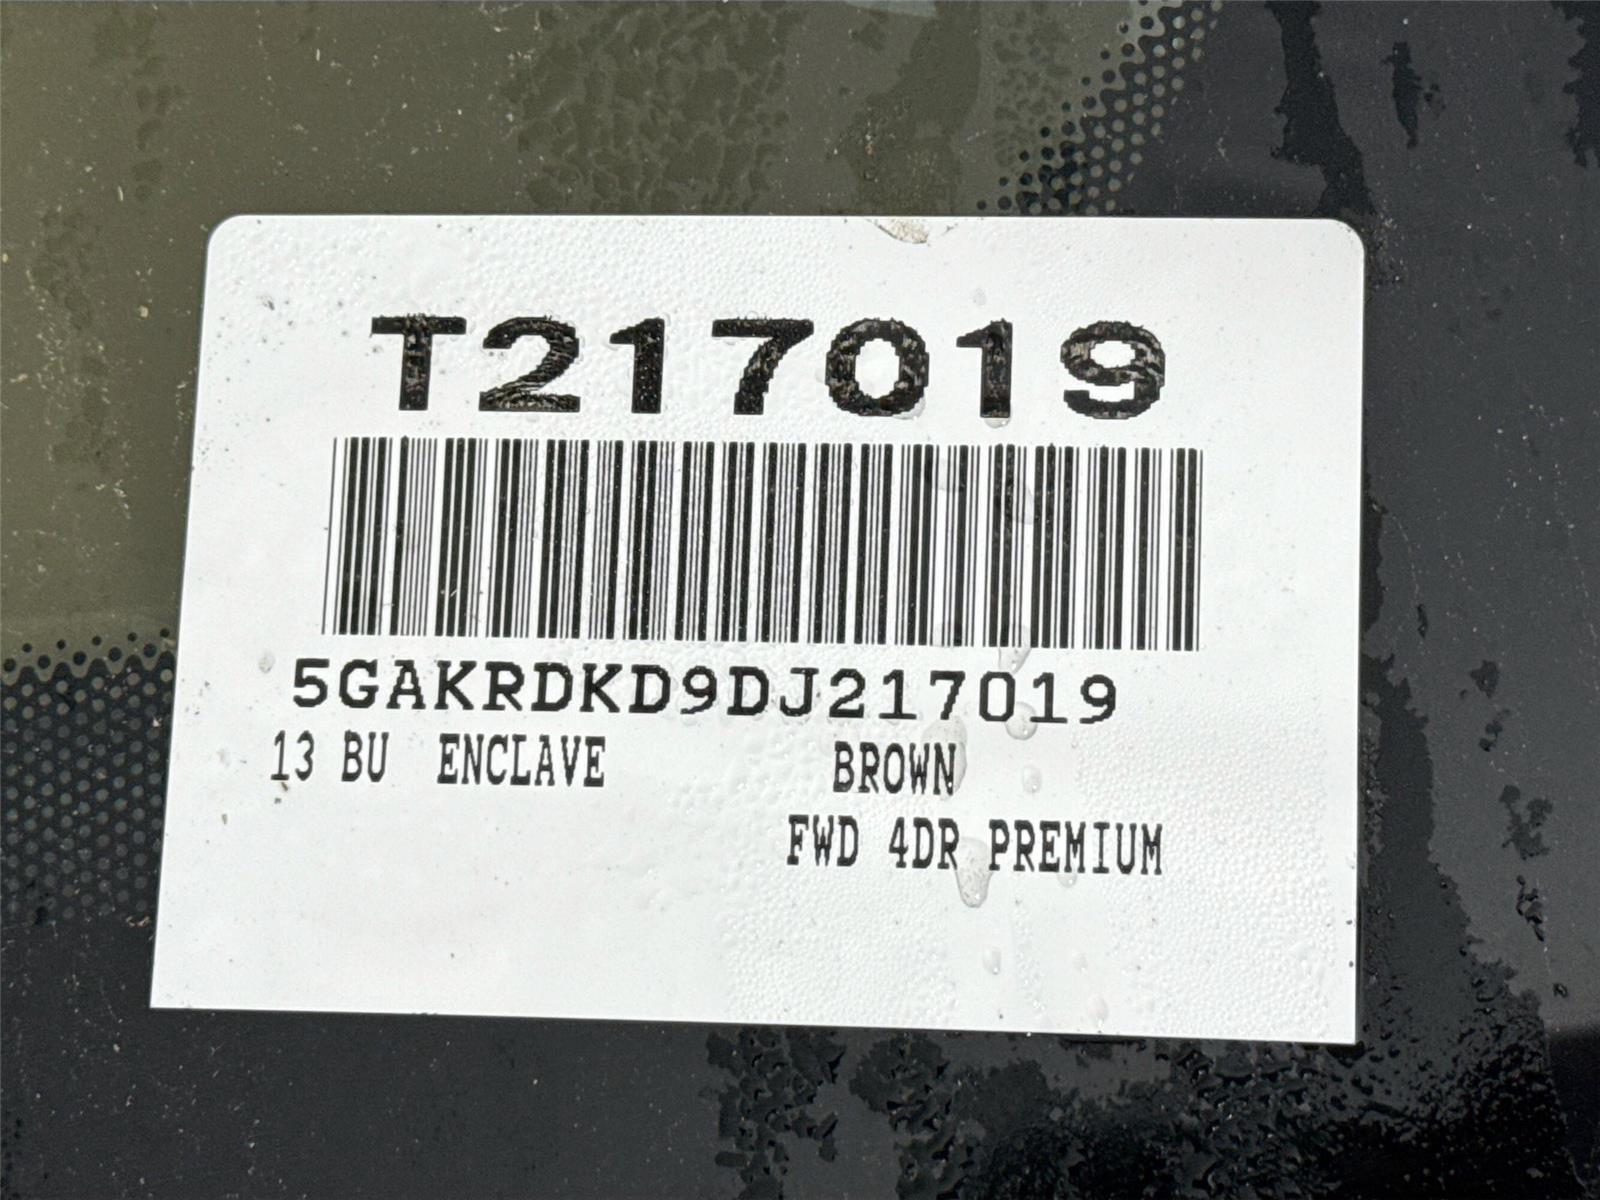 T217019
5GAKRDKD9DJ217019
13 BU ENCLAVE BROWN
FWD 4DR PREMIUM